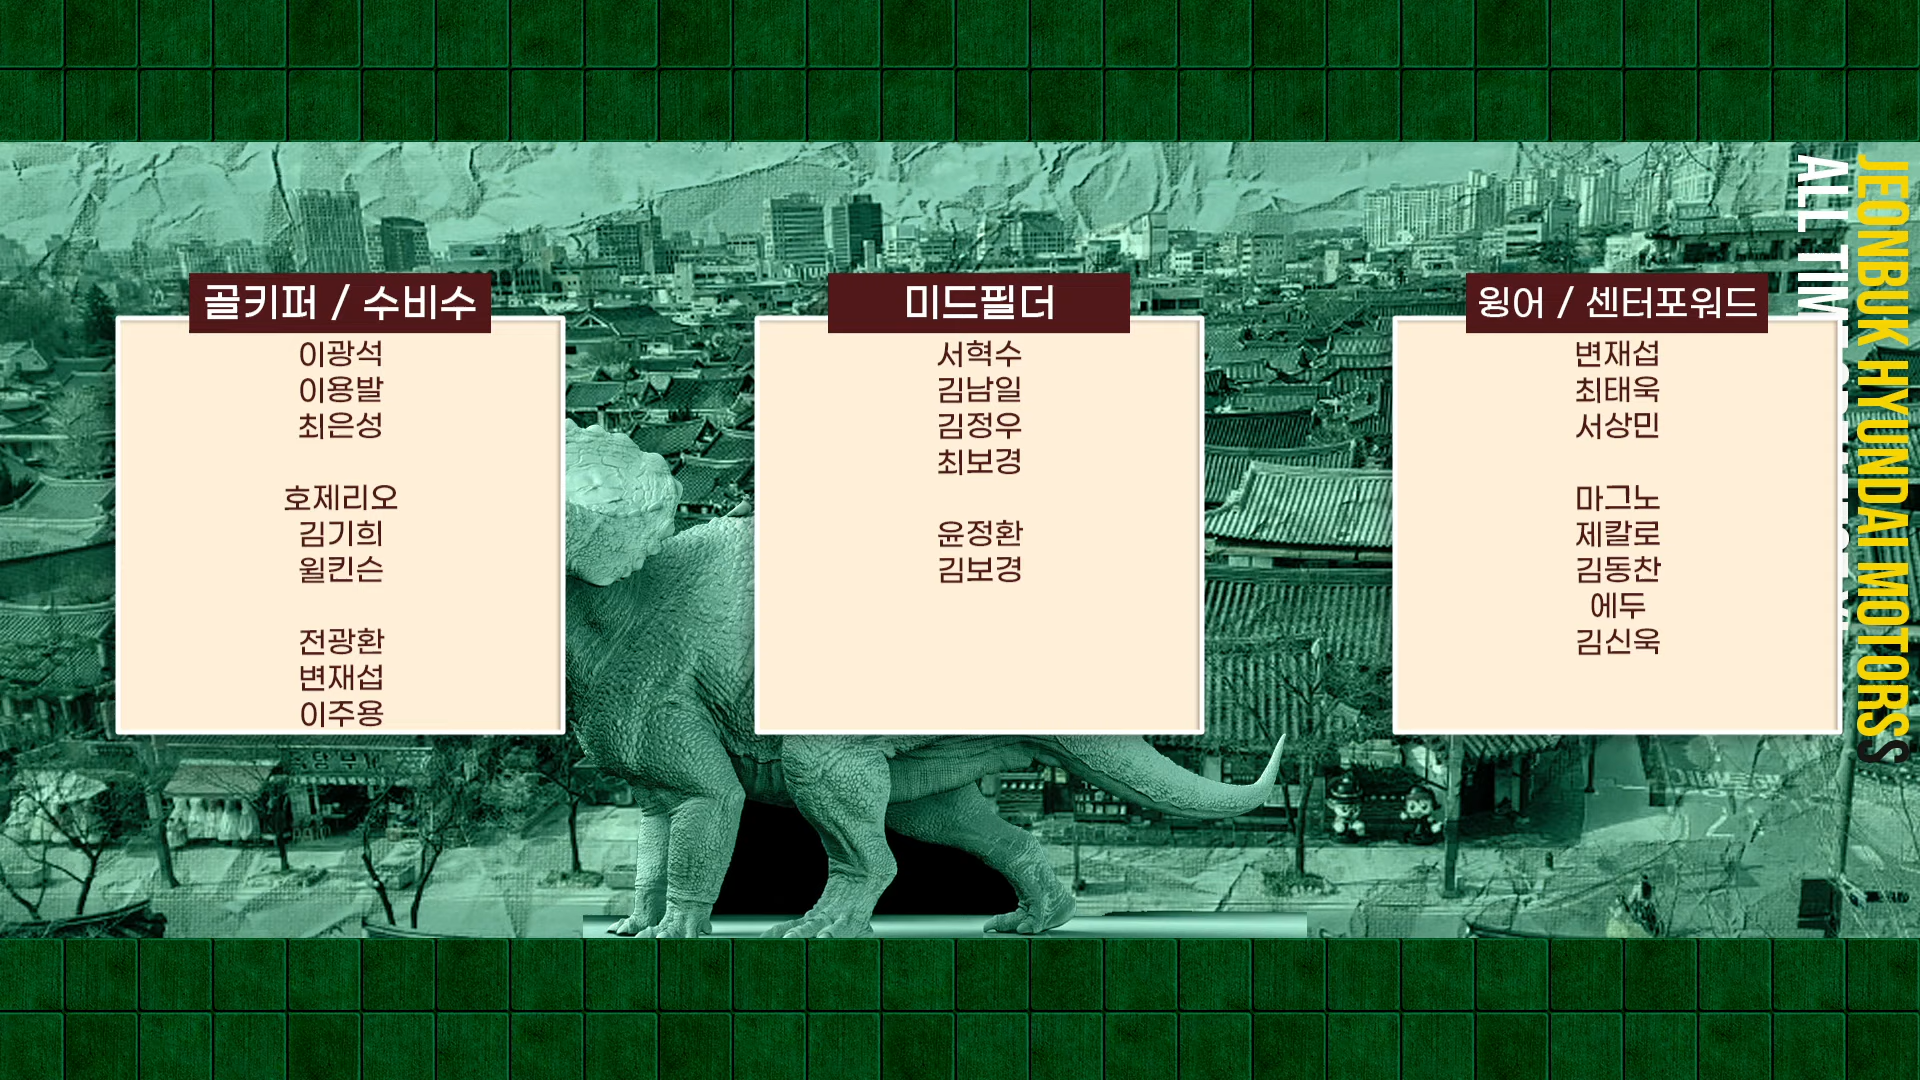 골키퍼 / 수비수
이광석
이용발
최은성
호제리오
김기희
윌킨슨
전광환
변재섭
이주용
미드필더
서혁수
김남일
김정우
최보경
윤정환
김보경
윙어 / 센터포워드
변재섭
최태욱
서상민
마그노
제칼로
김동찬
에두
김신욱
JEONBUK HYUNDAI MOTORS
ALL TIM